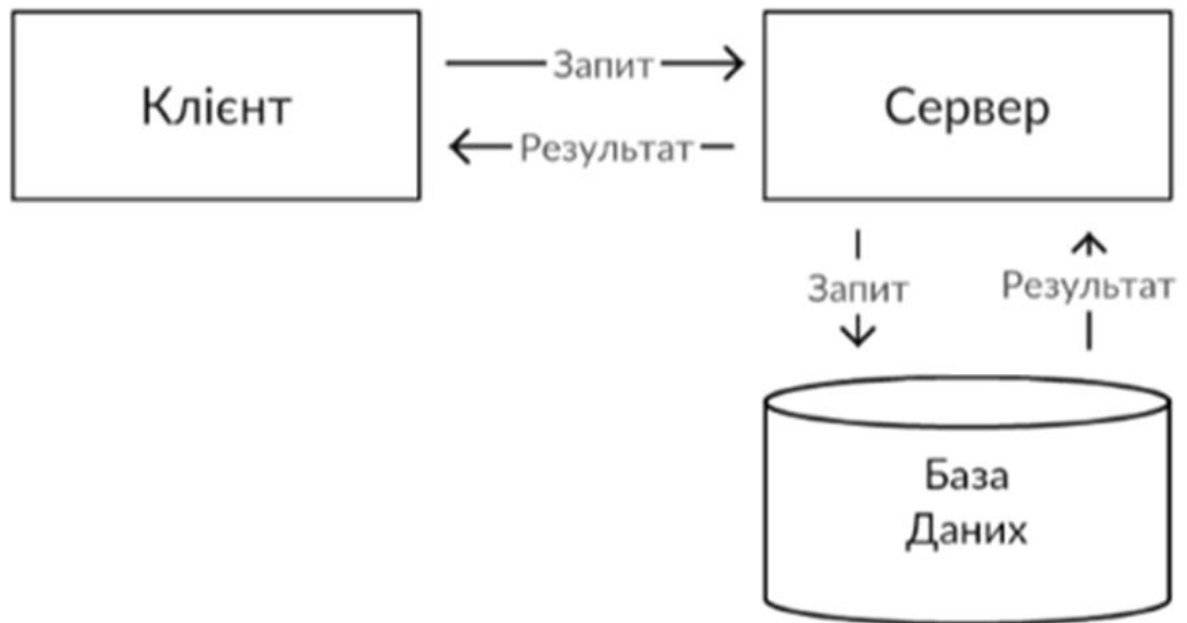 Клієнт
Запит
Результат
Сервер
Запит
Результат
База
Даних